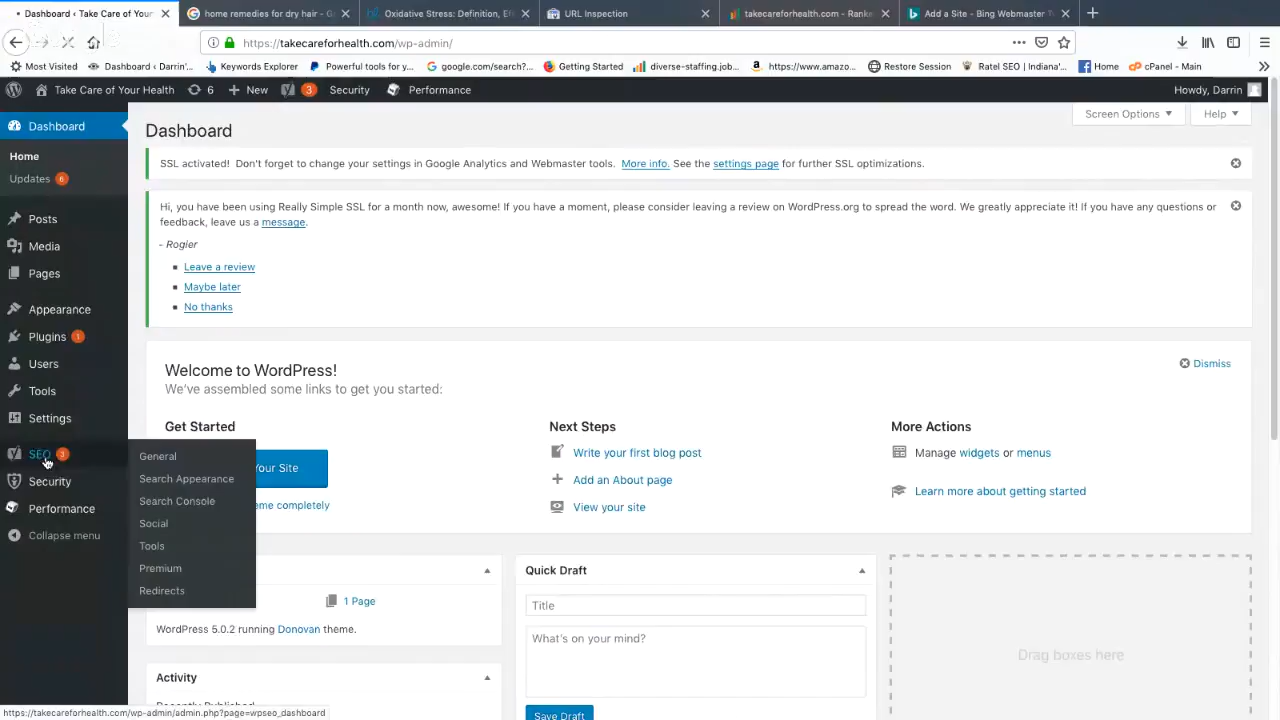 Dashboard ‹ Take Care of Your H
home remedies for dry hair - G
Oxidative Stress: Definition, Ef
URL Inspection
takecareforhealth.com - Ranke
Add a Site - Bing Webmaster T
https://takecareforhealth.com/wp-admin/
Most Visited
Dashboard ‹ Darrin'...
Keywords Explorer
Powerful tools for y...
google.com/search?...
Getting Started
diverse-staffing.job...
https://www.amazo...
Restore Session
Ratel SEO | Indiana'...
Home
cPanel - Main
Take Care of Your Health
6
New
3
Security
Performance
Howdy, Darrin
Dashboard
Home
Updates 6
Posts
Media
Pages
Appearance
Plugins 1
Users
Tools
Settings
SEO 3
Security
Performance
Collapse menu
General
Search Appearance
Search Console
Social
Tools
Premium
Redirects
Screen Options
Help
Dashboard
SSL activated! Don't forget to change your settings in Google Analytics and Webmaster tools. More info. See the settings page for further SSL optimizations.
Hi, you have been using Really Simple SSL for a month now, awesome! If you have a moment, please consider leaving a review on WordPress.org to spread the word. We greatly appreciate it! If you have any questions or
feedback, leave us a message.
- Rogier
Leave a review
Maybe later
No thanks
Welcome to WordPress!
Dismiss
We've assembled some links to get you started:
Get Started
Your Site
eme completely
Next Steps
Write your first blog post
Add an About page
View your site
More Actions
Manage widgets or menus
Learn more about getting started
1 Page
WordPress 5.0.2 running Donovan theme.
Activity
Quick Draft
Title
What's on your mind?
Save Draft
Drag boxes here
https://takecareforhealth.com/wp-admin/admin.php?page=wpseo_dashboard